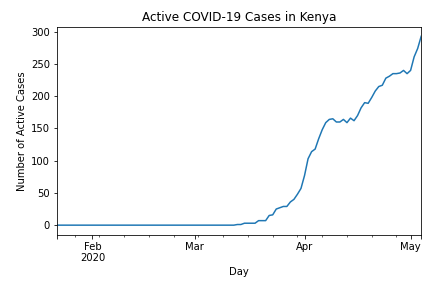 Active COVID-19 Cases in Kenya
300
250
200
150
100
50
0
Number of Active Cases
Feb
2020
Mar
Apr
May
Day